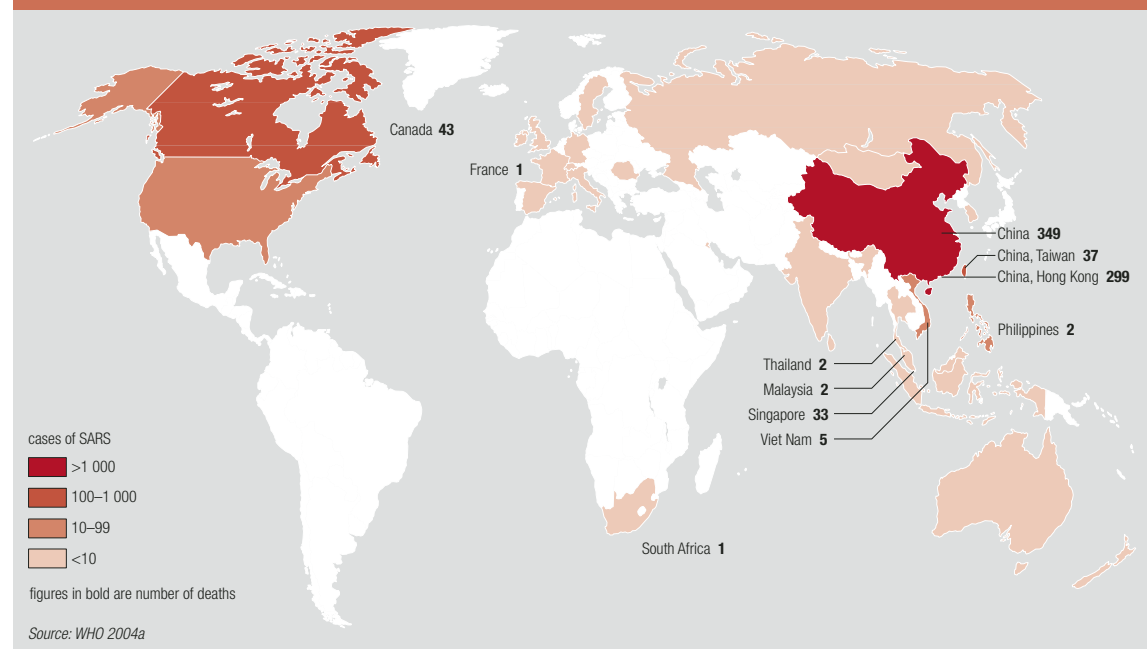 Canada 43
France 1
China 349
China, Taiwan 37
China, Hong Kong 299
Philippines 2
Thailand 2
Malaysia 2
Singapore 33
Viet Nam 5
South Africa 1
cases of SARS
>1 000
100–1 000
10–99
<10
figures in bold are number of deaths
Source: WHO 2004a